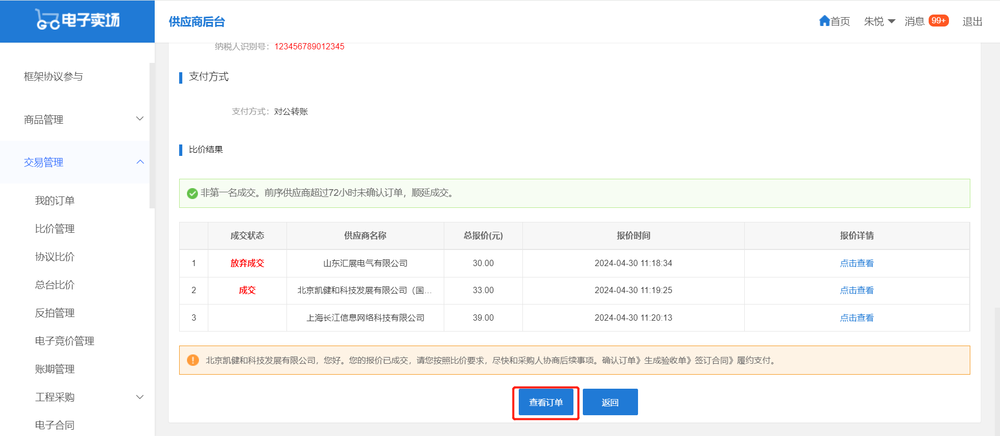 电子卖场
供应商后台
首页 朱悦 消息 99+ 退出
框架协议参与
商品管理
交易管理
我的订单
比价管理
协议比价
总台比价
反拍管理
电子竞价管理
账期管理
工程采购
电子合同
纳税人识别号: 123456789012345
支付方式
支付方式: 对公转账
比价结果
非第一名成交。前序供应商超过72小时未确认订单，顺延成交。
成交状态 供应商名称 总报价(元) 报价时间 报价详情
1 放弃成交 山东汇展电气有限公司 30.00 2024-04-30 11:18:34 点击查看
2 成交 北京凯健和科技发展有限公司（国... 33.00 2024-04-30 11:19:25 点击查看
3 上海长江信息网络科技有限公司 39.00 2024-04-30 11:20:13 点击查看
北京凯健和科技发展有限公司，您好。您的报价已成交，请您按照比价要求，尽快和采购人协商后续事项。确认订单》生成验收单》签订合同》履约支付。
查看订单 返回